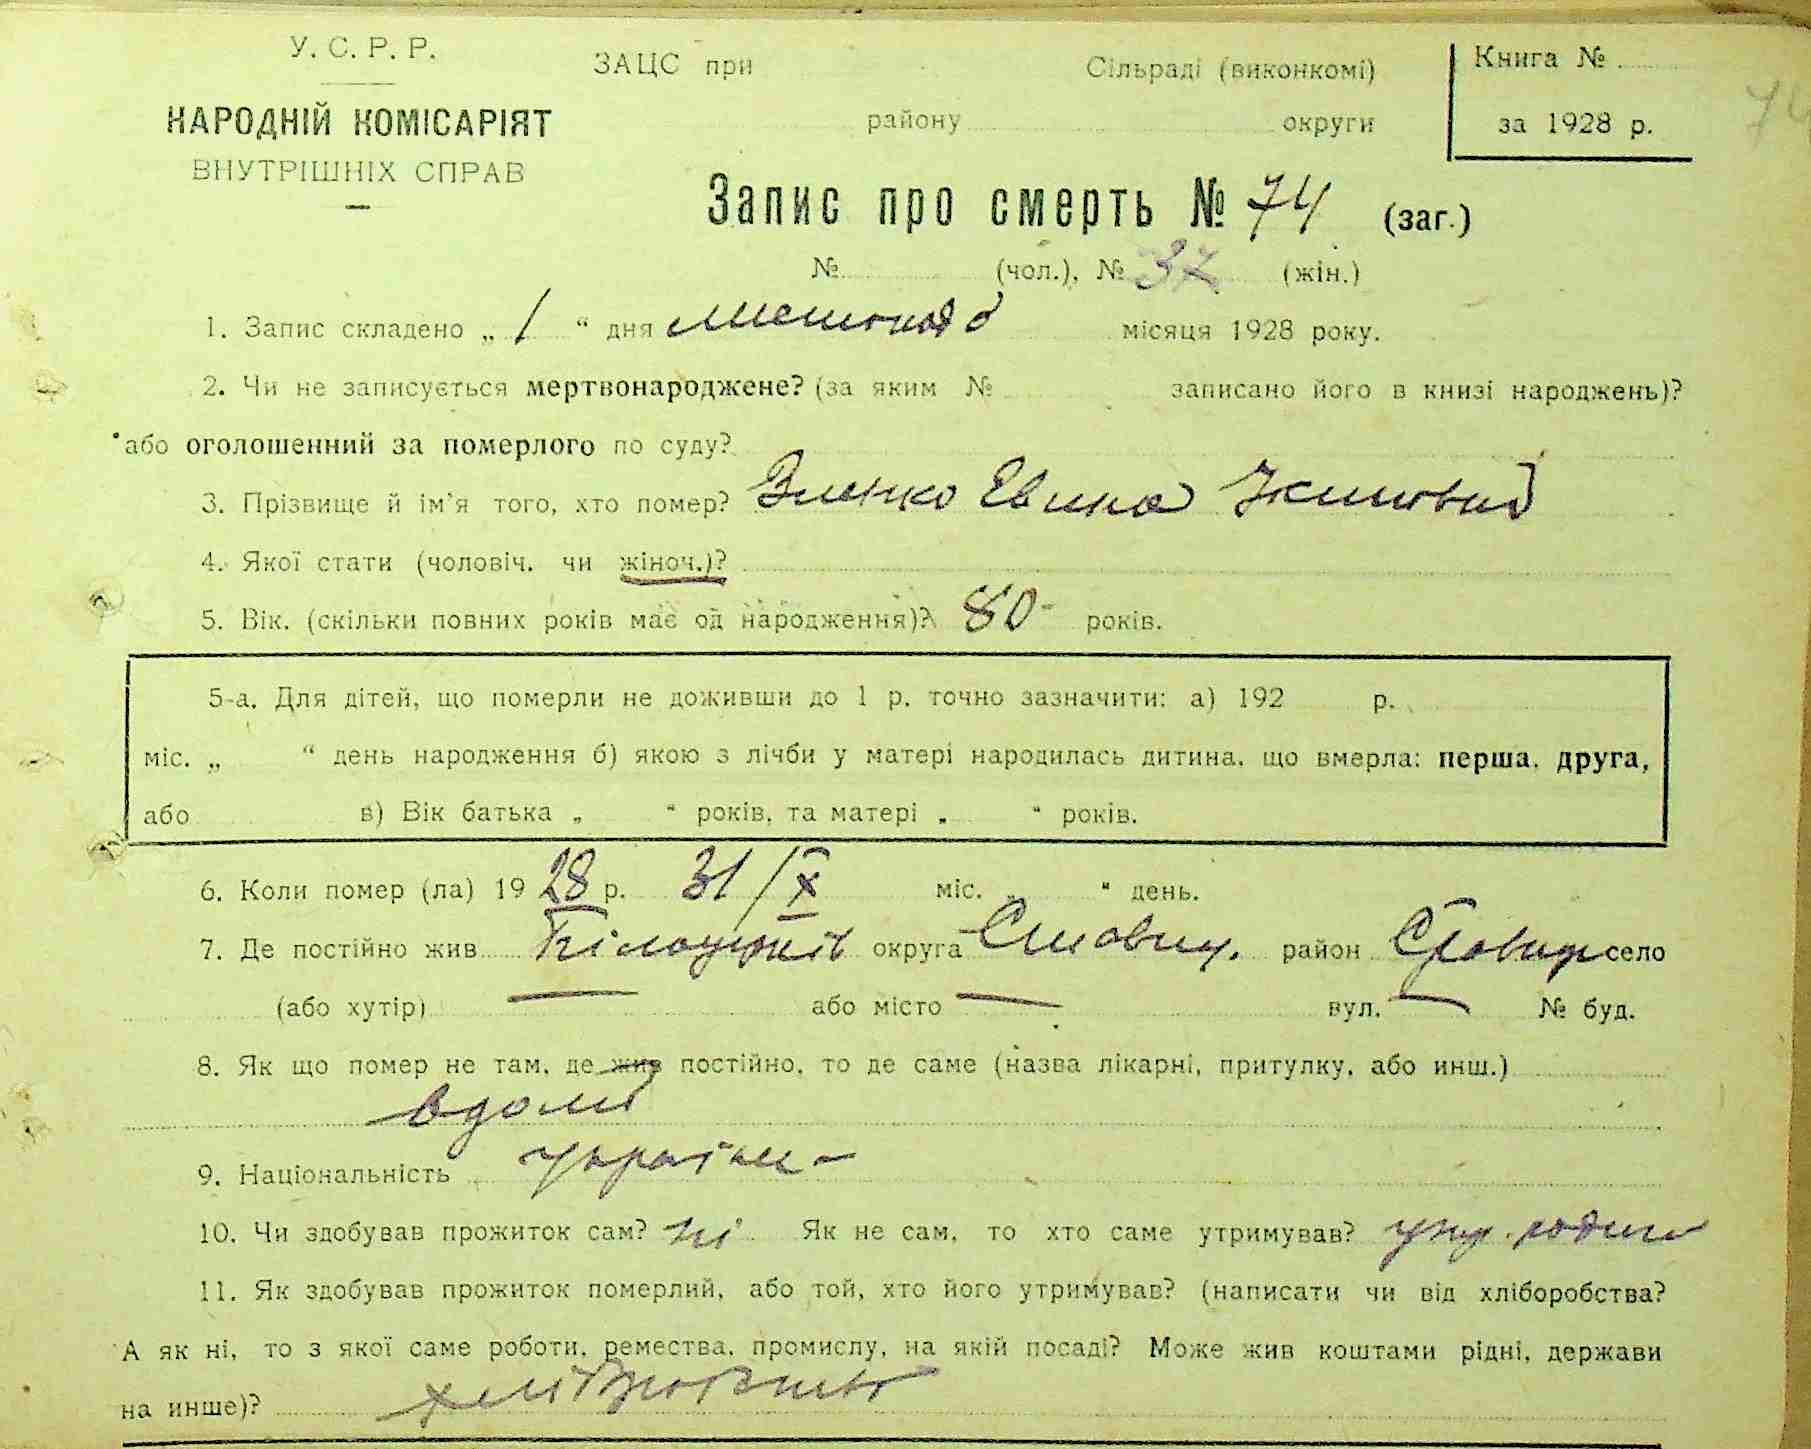 У. С. Р. Р.
НАРОДНІЙ КОМІСАРІЯТ
ВНУТРІШНІХ СПРАВ
ЗАЦС при Сільраді (виконкомі)
району округи
Книга №
за 1928 р.
74
Запис про смерть № 74 (заг.)
№ (чол.), № 37 (жін.)
1. Запис складено „ 1 “ дня листопада місяця 1928 року.
2. Чи не записується мертвонароджене? (за яким № записано його в книзі народжень)?
або оголошенний за померлого по суду?
3. Прізвище й ім'я того, хто помер?
4. Якої стати (чоловіч. чи жіноч.)?
5. Вік. (скільки повних років має од народження)? 80 років.
5-а. Для дітей, що померли не доживши до 1 р. точно зазначити: а) 192 р.
міс. „ “ день народження б) якою з лічби у матері народилась дитина, що вмерла: перша, друга,
або в) Вік батька „ “ років, та матері „ “ років.
6. Коли помер (ла) 19 28 р. 31/X міс. „ “ день.
7. Де постійно жив округа район село
(або хутір) — або місто — вул. — № буд.
8. Як що помер не там, де жив постійно, то де саме (назва лікарні, притулку, або инш.)
вдома
9. Національність україн-
10. Чи здобував прожиток сам? ні Як не сам, то хто саме утримував? родин
11. Як здобував прожиток померлий, або той, хто його утримував? (написати чи від хліборобства?
А як ні, то з якої саме роботи, ремества, промислу, на якій посаді? Може жив коштами рідні, держави
на инше)? хліборобство